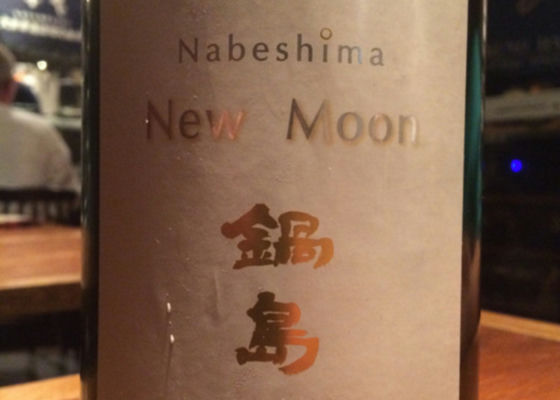 Nabeshima
New Moon
鍋
島